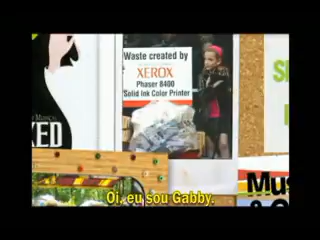 Waste created by
XEROX
Phaser 8400
Solid Ink Color Printer
KED
Mus
&
Oi, eu sou Gabby.